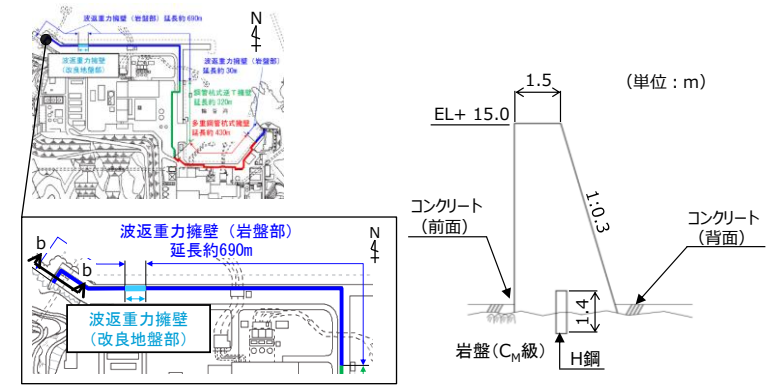 波返重力擁壁（岩盤部）延長約690m
N
波返重力擁壁
（改良地盤部）
波返重力擁壁（岩盤部）
延長約30m
鋼管杭式逆T擁壁
延長約320m
輪谷湾
多重鋼管杭式擁壁
延長約430m
波返重力擁壁（岩盤部）
延長約690m
N
b
b
波返重力擁壁
（改良地盤部）
1.5
（単位：m）
EL+ 15.0
1:0.3
コンクリート
（前面）
コンクリート
（背面）
1.4
岩盤（CM級）
H鋼